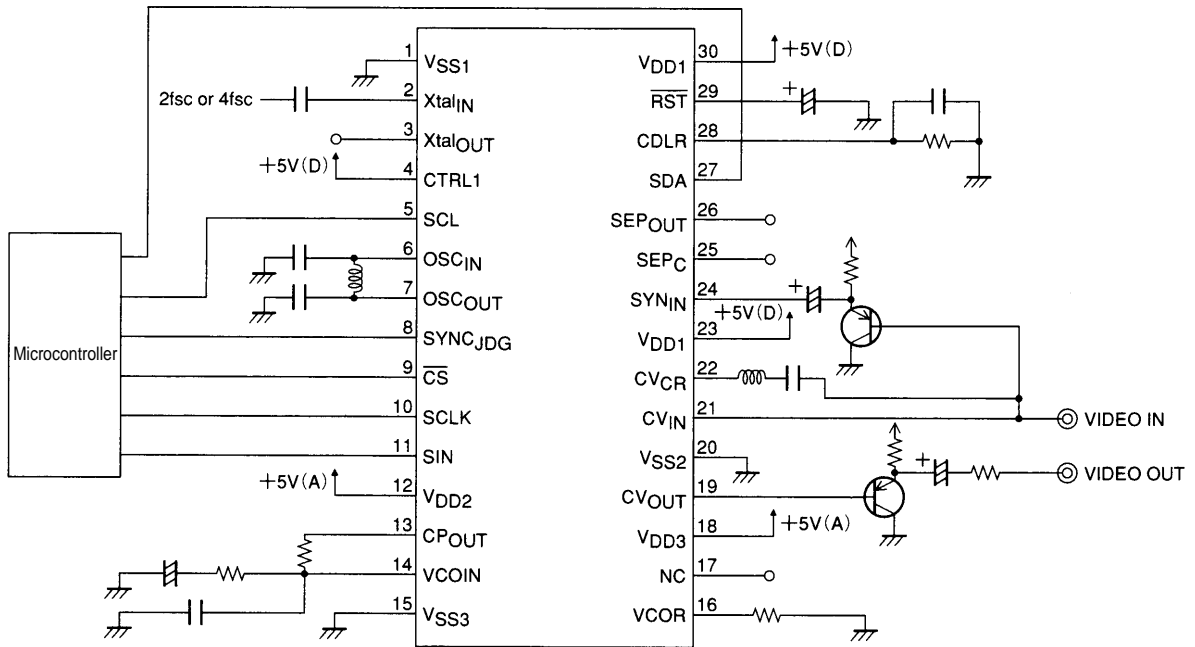 1 VSS1
2fsc or 4fsc 2 XtalIN
3 XtalOUT
+5V(D) 4 CTRL1
5 SCL
6 OSCIN
7 OSCOUT
8 SYNCJDG
Microcontroller
9 CS
10 SCLK
11 SIN
+5V(A) 12 VDD2
13 CPOUT
14 VCOIN
15 VSS3
VDD1 30 +5V(D)
RST 29 +
CDLR 28
SDA 27
SEPOUT 26
SEPC 25
SYNIN 24 +
VDD1 23 +5V(D)
CVCR 22
CVIN 21 VIDEO IN
VSS2 20
CVOUT 19 + VIDEO OUT
VDD3 18 +5V(A)
NC 17
VCOR 16